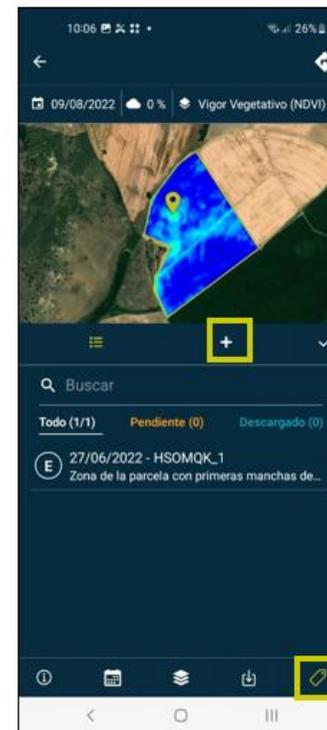 10:06 26%
09/08/2022 0 % Vigor Vegetativo (NDVI)
Buscar
Todo (1/1) Pendiente (0) Descargado (0)
E 27/06/2022 - HSOMQK_1
Zona de la parcela con primeras manchas de...